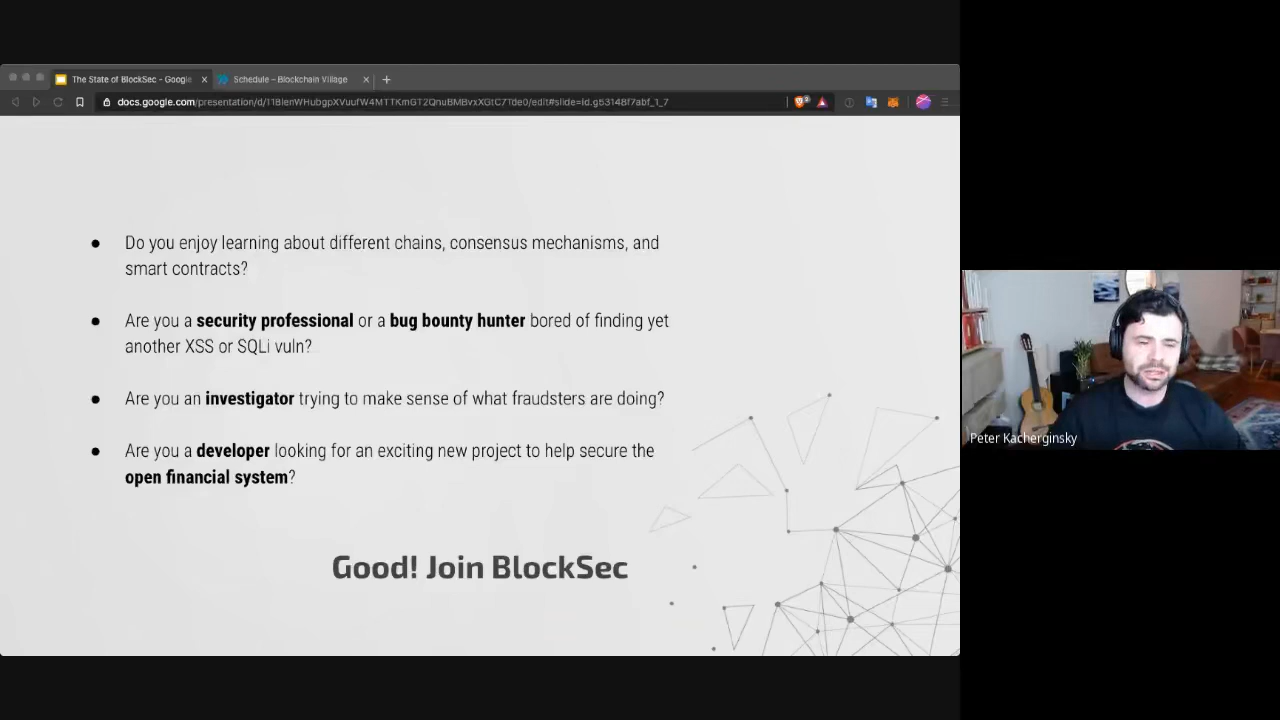 The State of BlockSec - Google
Schedule – Blockchain Village
● Do you enjoy learning about different chains, consensus mechanisms, and
smart contracts?
● Are you a security professional or a bug bounty hunter bored of finding yet
another XSS or SQLi vuln?
● Are you an investigator trying to make sense of what fraudsters are doing?
● Are you a developer looking for an exciting new project to help secure the
open financial system?
Good! Join BlockSec
Peter Kacherginsky